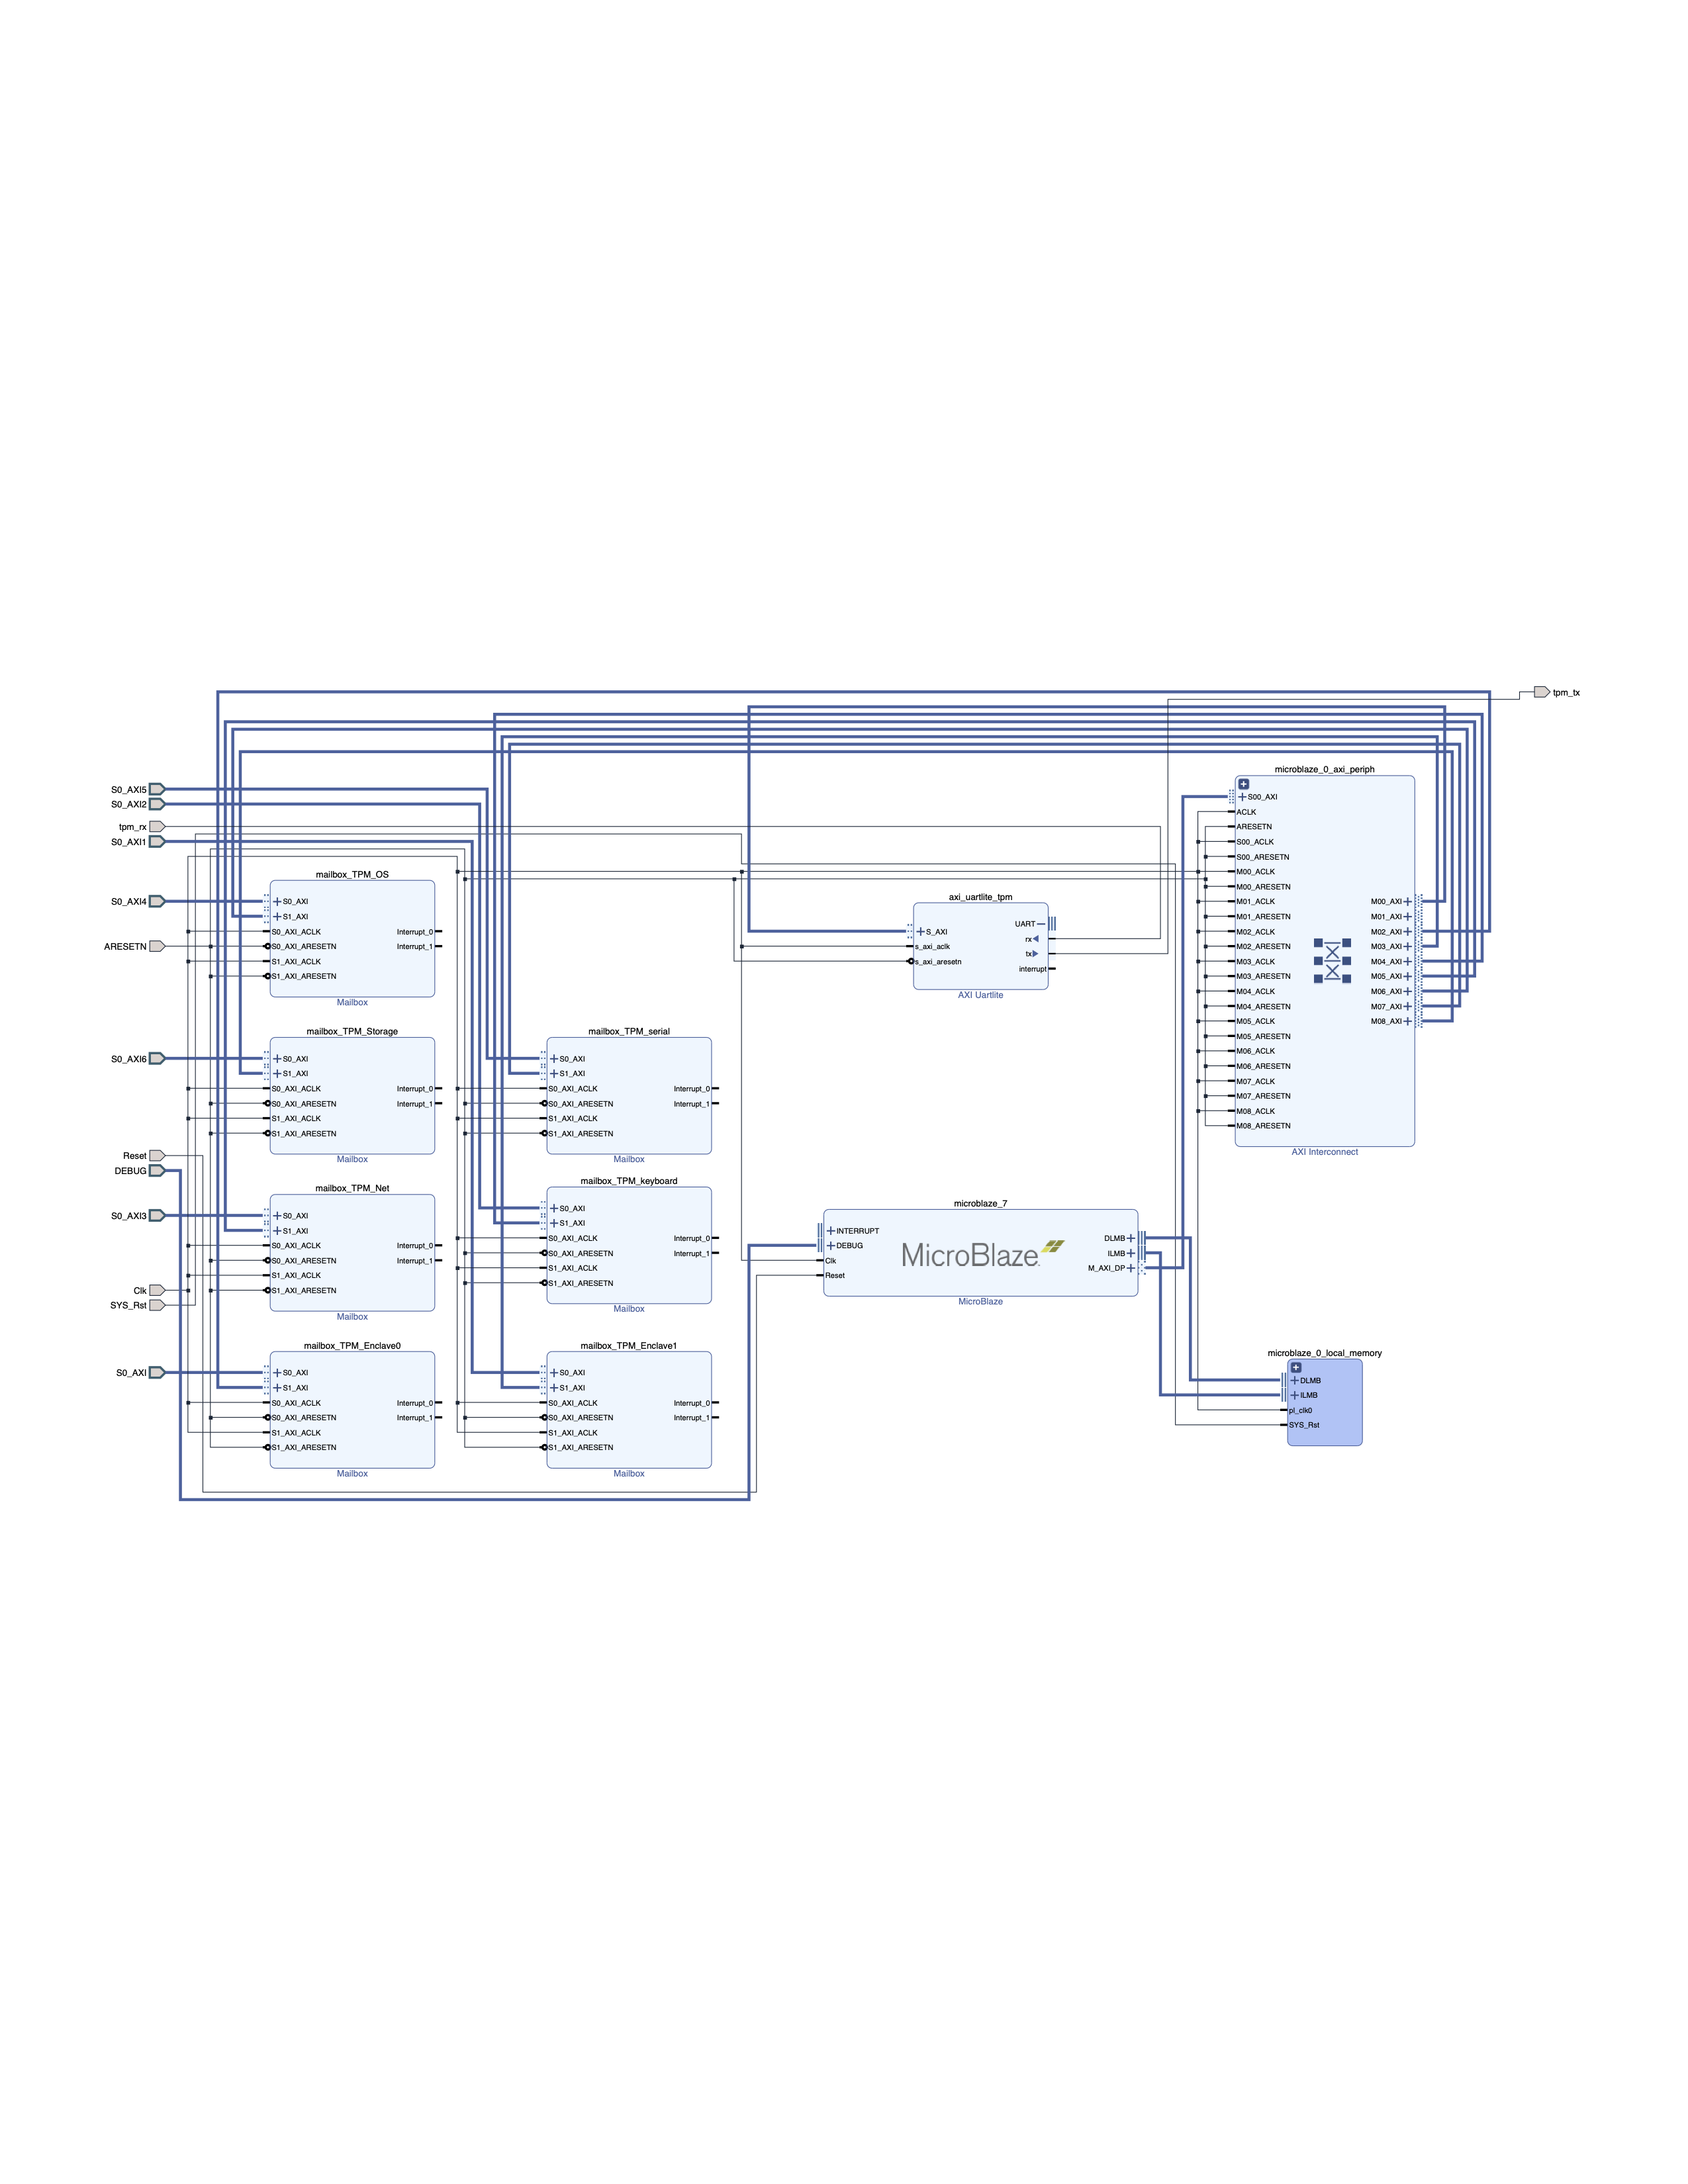 tpm_tx
S0_AXI5
S0_AXI2
tpm_rx
S0_AXI1
S0_AXI4
ARESETN
S0_AXI6
Reset
DEBUG
S0_AXI3
Clk
SYS_Rst
S0_AXI
mailbox_TPM_OS
S0_AXI
S1_AXI
S0_AXI_ACLK
S0_AXI_ARESETN
S1_AXI_ACLK
S1_AXI_ARESETN
Interrupt_0
Interrupt_1
Mailbox
mailbox_TPM_Storage
S0_AXI
S1_AXI
S0_AXI_ACLK
S0_AXI_ARESETN
S1_AXI_ACLK
S1_AXI_ARESETN
Interrupt_0
Interrupt_1
Mailbox
mailbox_TPM_Net
S0_AXI
S1_AXI
S0_AXI_ACLK
S0_AXI_ARESETN
S1_AXI_ACLK
S1_AXI_ARESETN
Interrupt_0
Interrupt_1
Mailbox
mailbox_TPM_Enclave0
S0_AXI
S1_AXI
S0_AXI_ACLK
S0_AXI_ARESETN
S1_AXI_ACLK
S1_AXI_ARESETN
Interrupt_0
Interrupt_1
Mailbox
mailbox_TPM_serial
S0_AXI
S1_AXI
S0_AXI_ACLK
S0_AXI_ARESETN
S1_AXI_ACLK
S1_AXI_ARESETN
Interrupt_0
Interrupt_1
Mailbox
mailbox_TPM_keyboard
S0_AXI
S1_AXI
S0_AXI_ACLK
S0_AXI_ARESETN
S1_AXI_ACLK
S1_AXI_ARESETN
Interrupt_0
Interrupt_1
Mailbox
mailbox_TPM_Enclave1
S0_AXI
S1_AXI
S0_AXI_ACLK
S0_AXI_ARESETN
S1_AXI_ACLK
S1_AXI_ARESETN
Interrupt_0
Interrupt_1
Mailbox
axi_uartlite_tpm
S_AXI
s_axi_aclk
s_axi_aresetn
UART
rx
tx
interrupt
AXI Uartlite
microblaze_7
INTERRUPT
DEBUG
Clk
Reset
MicroBlaze
DLMB
ILMB
M_AXI_DP
MicroBlaze
microblaze_0_axi_periph
S00_AXI
ACLK
ARESETN
S00_ACLK
S00_ARESETN
M00_ACLK
M00_ARESETN
M01_ACLK
M01_ARESETN
M02_ACLK
M02_ARESETN
M03_ACLK
M03_ARESETN
M04_ACLK
M04_ARESETN
M05_ACLK
M05_ARESETN
M06_ACLK
M06_ARESETN
M07_ACLK
M07_ARESETN
M08_ACLK
M08_ARESETN
M00_AXI
M01_AXI
M02_AXI
M03_AXI
M04_AXI
M05_AXI
M06_AXI
M07_AXI
M08_AXI
AXI Interconnect
microblaze_0_local_memory
DLMB
ILMB
pl_clk0
SYS_Rst